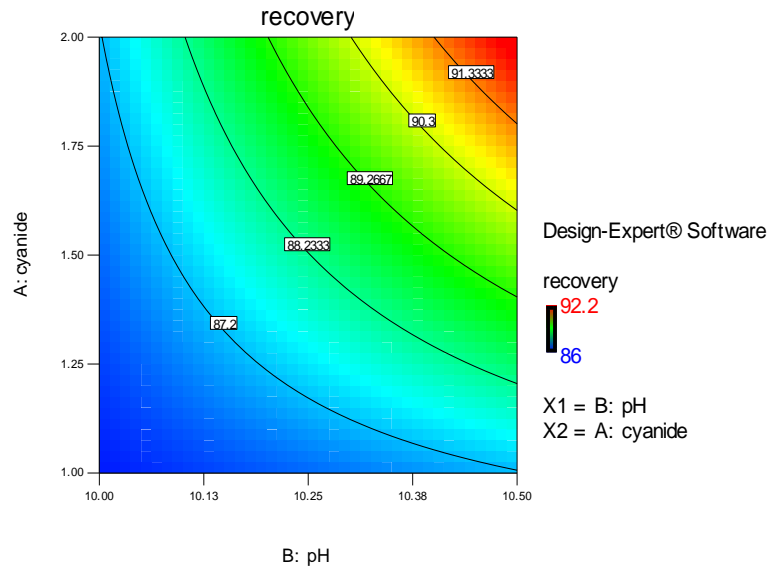 recovery
2.00
1.75
1.50
1.25
1.00
A: cyanide
91.3333
90.3
89.2667
88.2333
87.2
10.00
10.13
10.25
10.38
10.50
B: pH
Design-Expert® Software
recovery
92.2
86
X1 = B: pH
X2 = A: cyanide